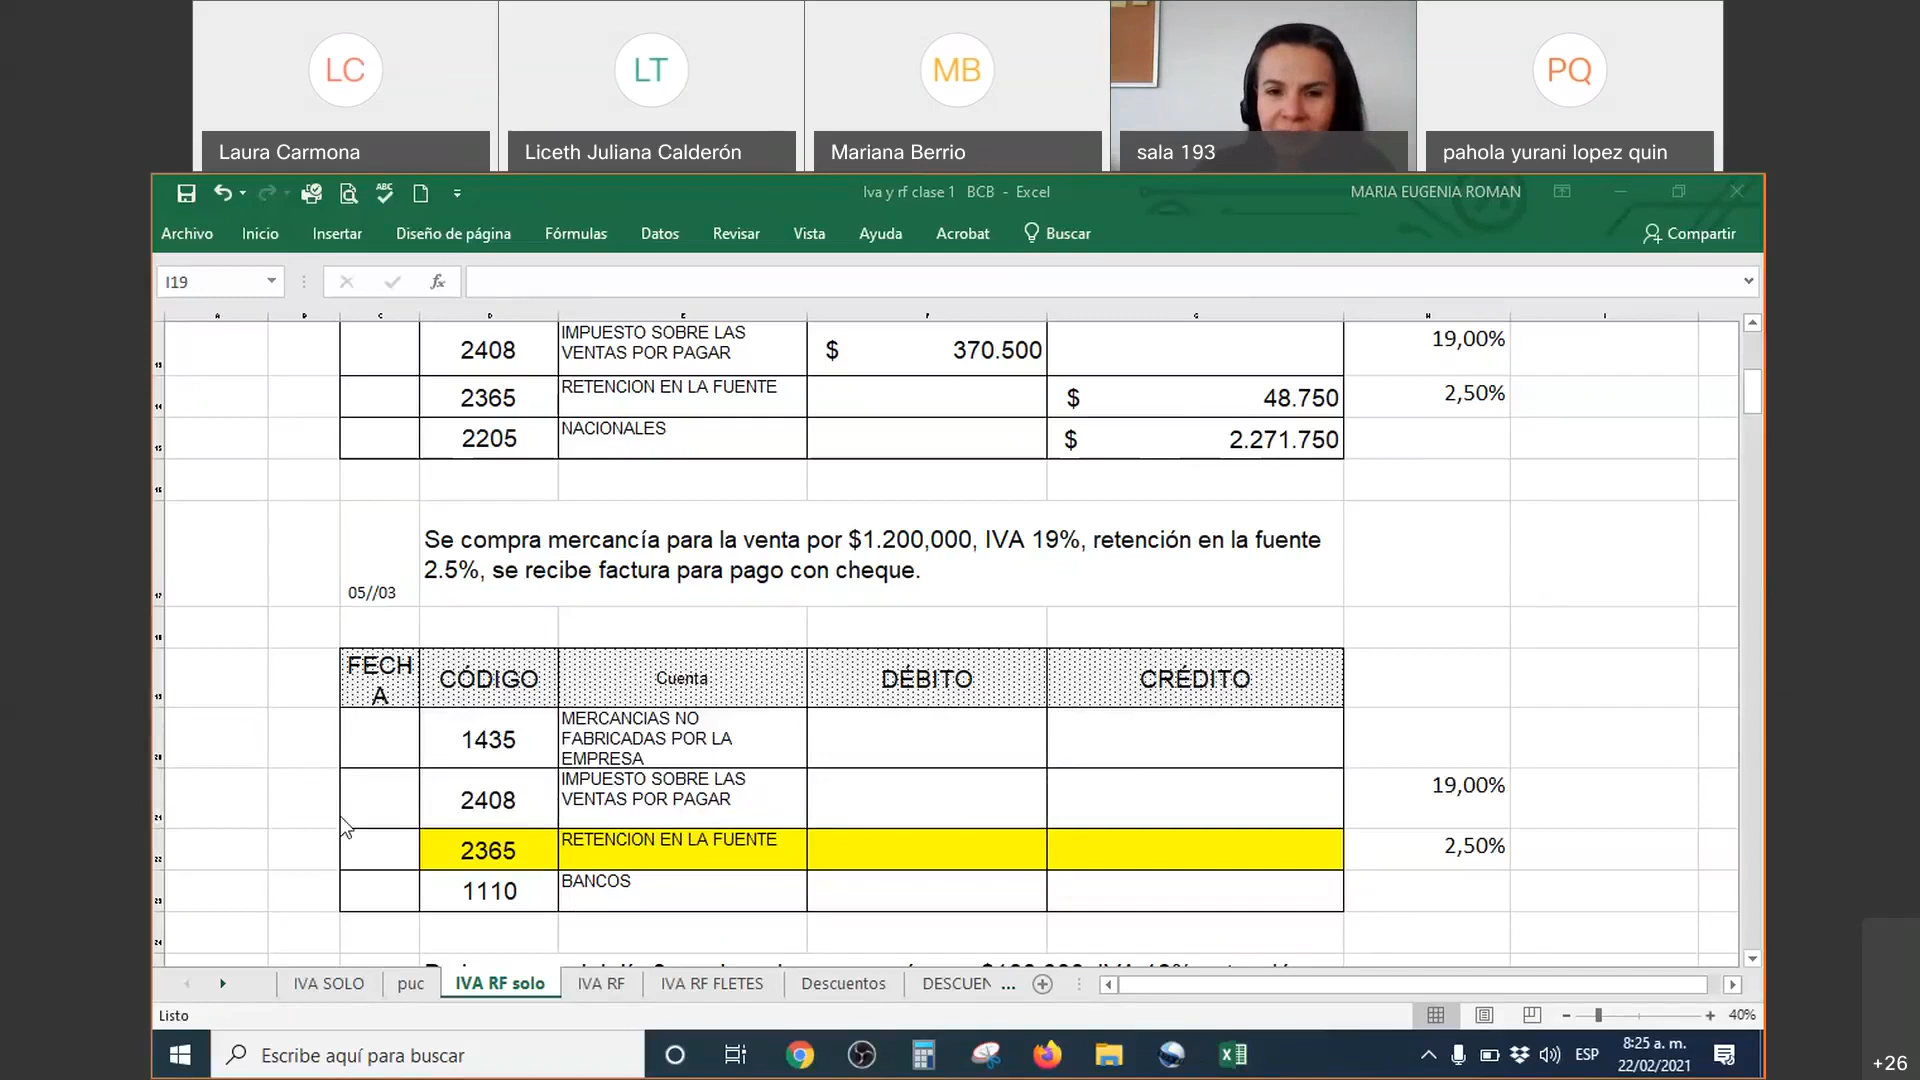 LC
LT
MB
PQ
Laura Carmona
Liceth Juliana Calderón
Mariana Berrio
sala 193
pahola yurani lopez quin
ABC
Iva y rf clase 1 BCB - Excel
MARIA EUGENIA ROMAN
Archivo
Inicio
Insertar
Diseño de página
Fórmulas
Datos
Revisar
Vista
Ayuda
Acrobat
Buscar
Compartir
I19
fx
2408
IMPUESTO SOBRE LAS
VENTAS POR PAGAR
$ 370.500
19,00%
2365
RETENCION EN LA FUENTE
$ 48.750
2,50%
2205
NACIONALES
$ 2.271.750
05//03
Se compra mercancía para la venta por $1.200,000, IVA 19%, retención en la fuente
2.5%, se recibe factura para pago con cheque.
FECH
A
CÓDIGO
Cuenta
DÉBITO
CRÉDITO
1435
MERCANCIAS NO
FABRICADAS POR LA
EMPRESA
2408
IMPUESTO SOBRE LAS
VENTAS POR PAGAR
19,00%
2365
RETENCION EN LA FUENTE
2,50%
1110
BANCOS
IVA SOLO
puc
IVA RF solo
IVA RF
IVA RF FLETES
Descuentos
DESCUEN ...
Listo
40%
Escribe aquí para buscar
ESP
8:25 a. m.
22/02/2021
+26